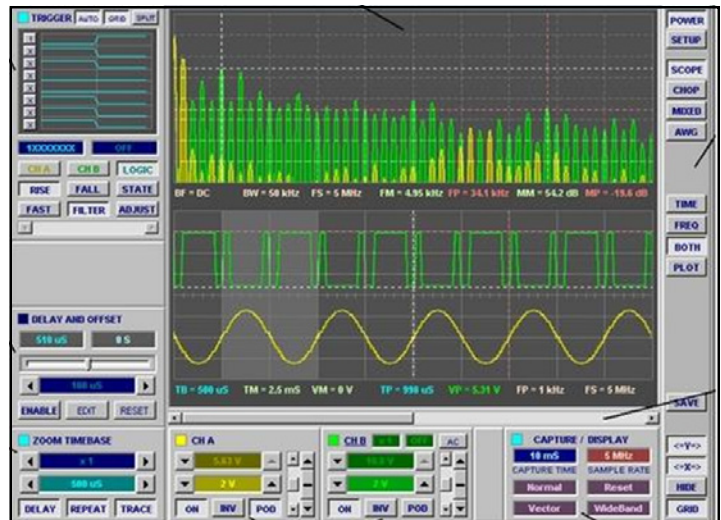 TRIGGER AUTO GRID SPLIT
1
X
X
X
X
X
X
X
1XXXXXXX OFF
CH A CH B LOGIC
RISE FALL STATE
FAST FILTER ADJUST
BF = DC BW = 50 kHz FS = 5 MHz FM = 4.95 kHz FP = 34.1 kHz MM = 54.2 dB MP = -19.6 dB
TB = 500 uS TM = 2.5 mS VM = 0 V TP = 990 uS VP = 5.31 V FP = 1 kHz FS = 5 MHz
DELAY AND OFFSET
510 uS 0 S
100 uS
ENABLE EDIT RESET
ZOOM TIMEBASE
x 1
500 uS
DELAY REPEAT TRACE
CH A
5.63 V
2 V
ON INV POD
CH B x 1 OFF AC
2 V
ON INV POD
CAPTURE / DISPLAY
10 mS 5 MHz
CAPTURE TIME SAMPLE RATE
Normal Reset
Vector WideBand
POWER
SETUP
SCOPE
CHOP
MIXED
AWG
TIME
FREQ
BOTH
PLOT
SAVE
<=Y=>
<=X=>
HIDE
GRID